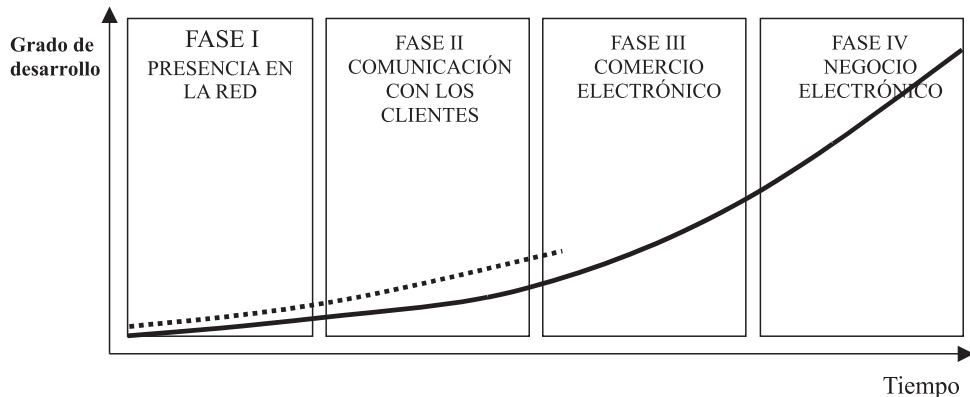 Grado de
desarrollo
FASE I
PRESENCIA EN
LA RED
FASE II
COMUNICACIÓN
CON LOS
CLIENTES
FASE III
COMERCIO
ELECTRÓNICO
FASE IV
NEGOCIO
ELECTRÓNICO
Tiempo